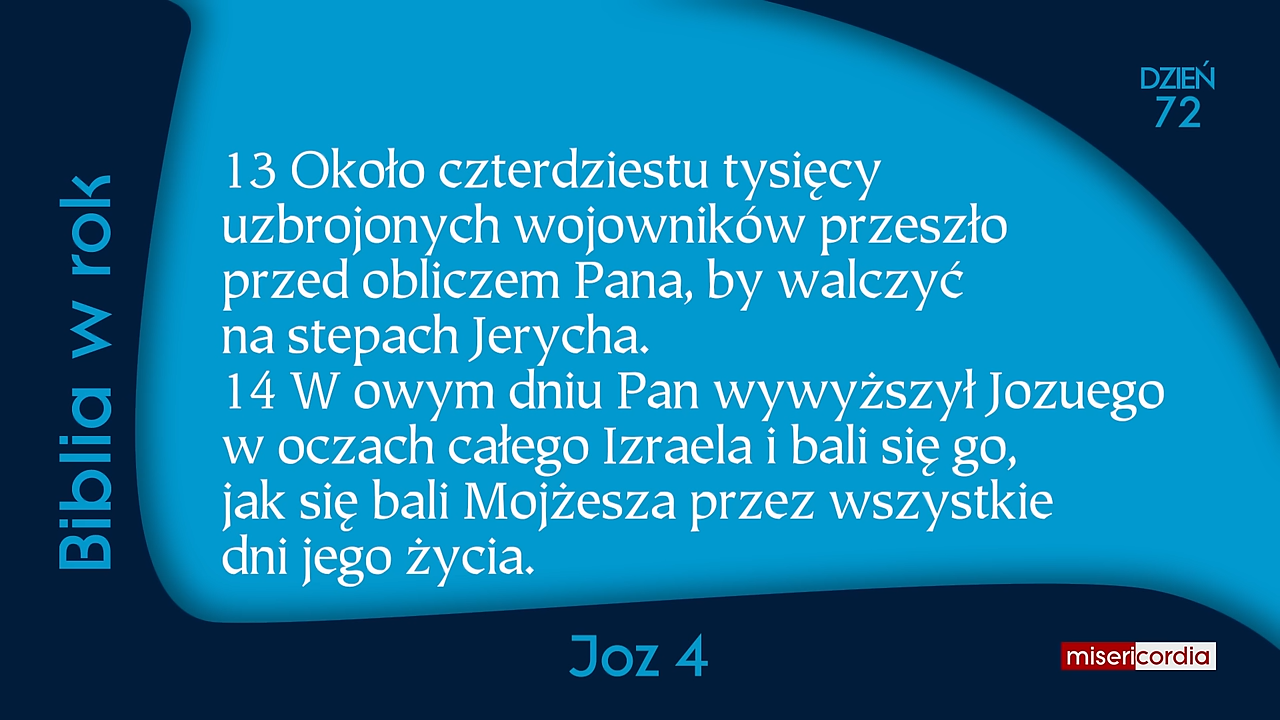 DZIEŃ
72
13 Około czterdziestu tysięcy
uzbrojonych wojowników przeszło
przed obliczem Pana, by walczyć
na stepach Jerycha.
14 W owym dniu Pan wywyższył Jozuego
w oczach całego Izraela i bali się go,
jak się bali Mojżesza przez wszystkie
dni jego życia.
Biblia w rok
Joz 4
misericordia